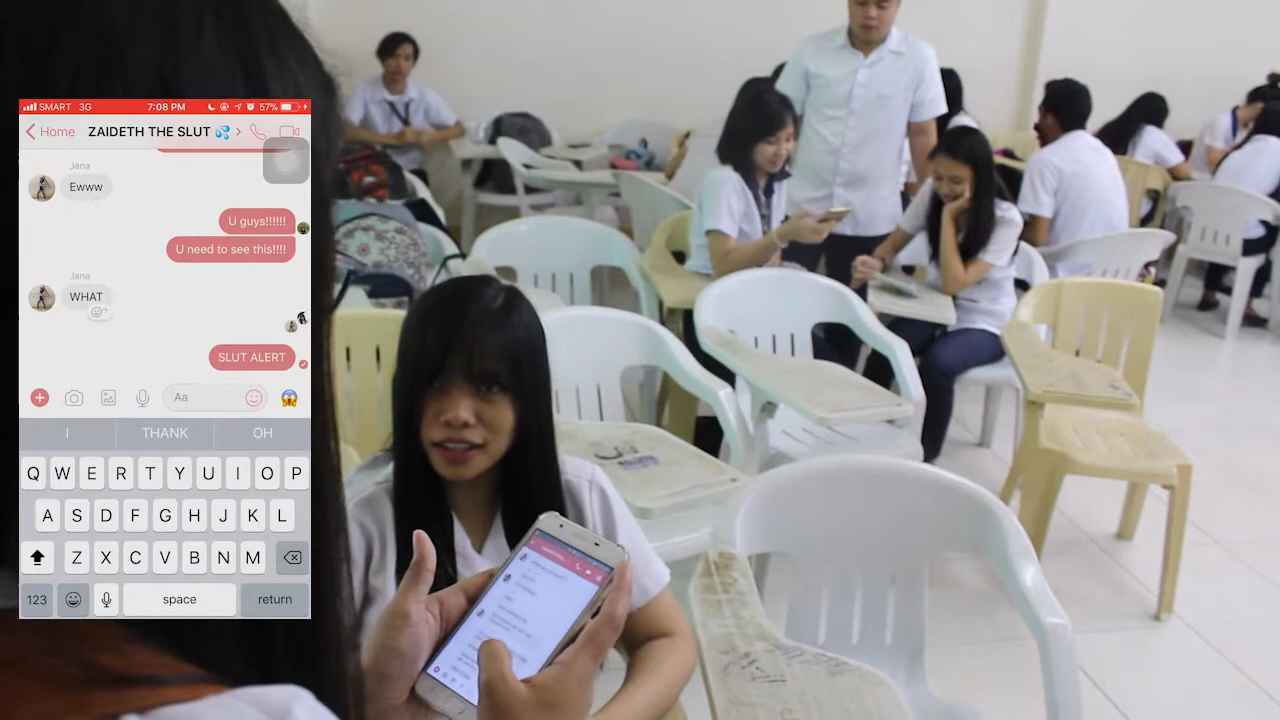 SMART 3G 7:08 PM 57%
Home ZAIDETH THE SLUT 💦
Jana
Ewww
U guys!!!!!!
U need to see this!!!!
Jana
WHAT
SLUT ALERT
Aa
I THANK OH
Q W E R T Y U I O P
A S D F G H J K L
Z X C V B N M
123 space return